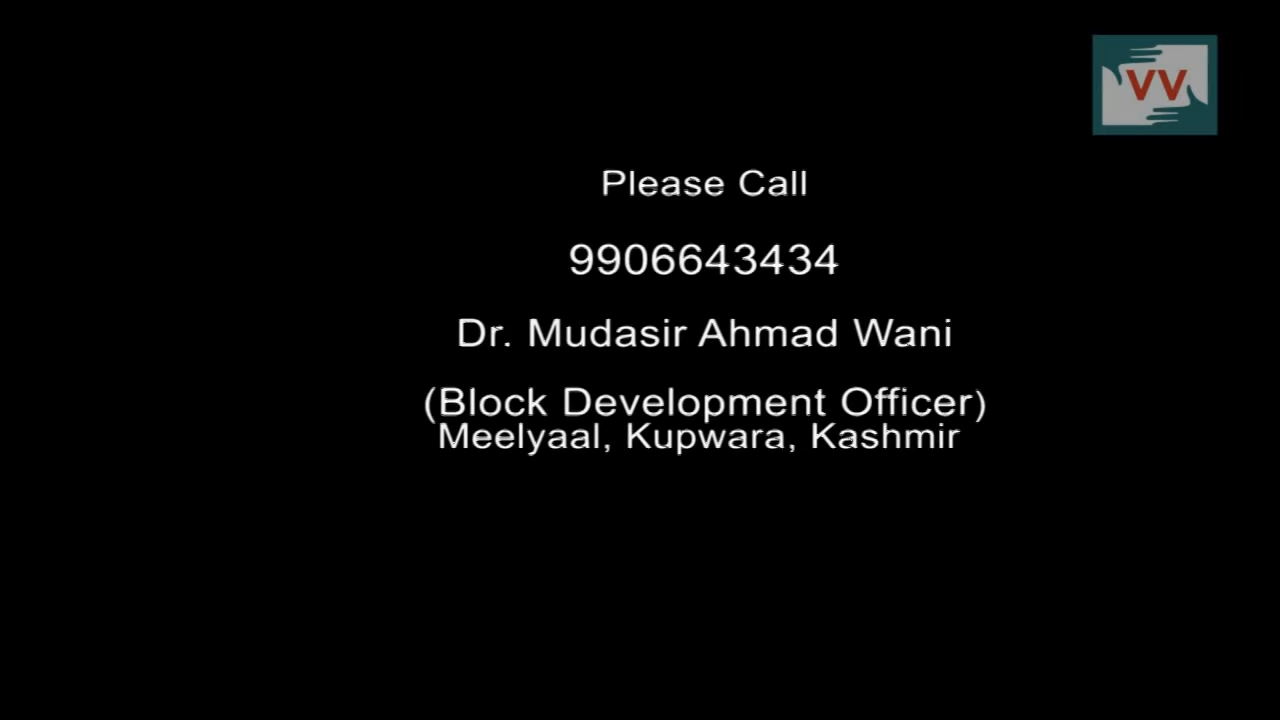 VV
Please Call
9906643434
Dr. Mudasir Ahmad Wani
(Block Development Officer)
Meelyaal, Kupwara, Kashmir